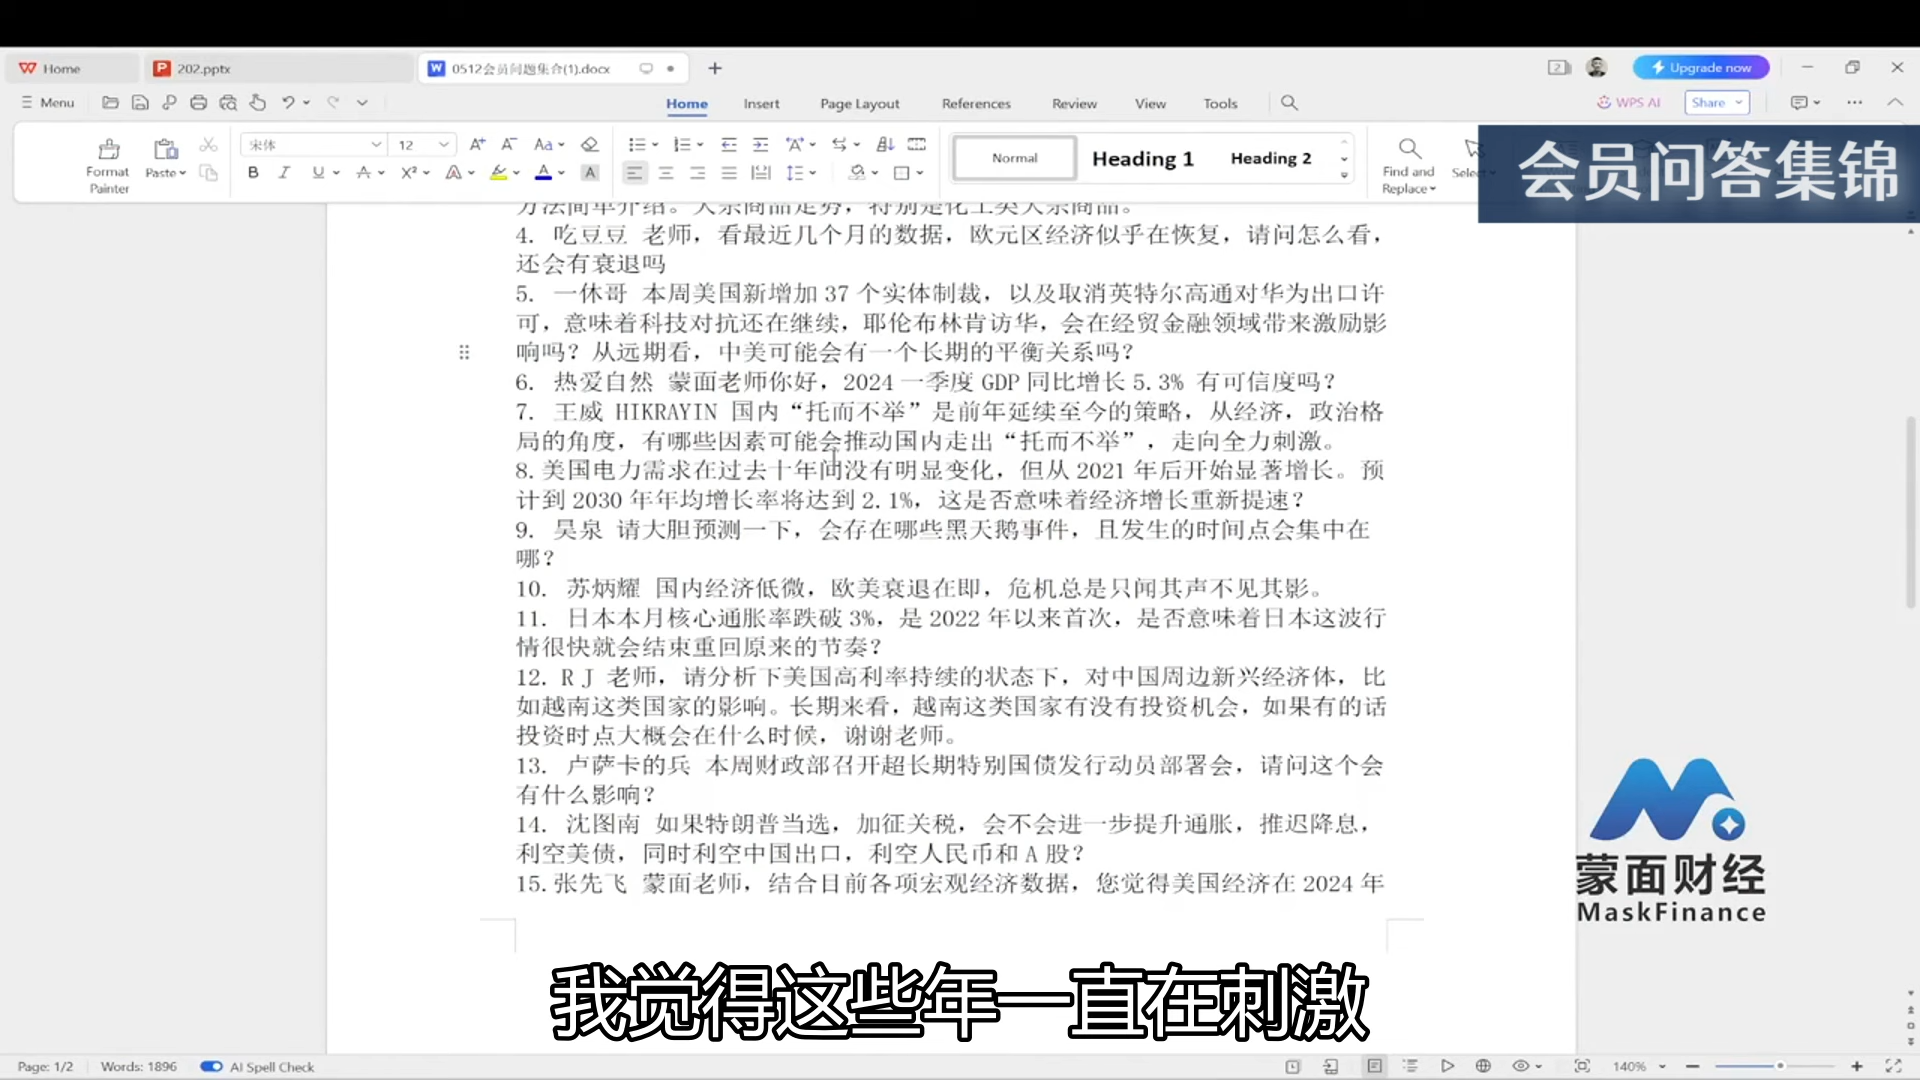 Home
202.pptx
0512会员问题集合(1).docx
Upgrade now
Menu
Home
Insert
Page Layout
References
Review
View
Tools
WPS AI
Share
Format
Painter
Paste
宋体
12
Normal
Heading 1
Heading 2
Find and
Replace
Select
会员问答集锦
方法简单介绍。大宗商品走势，特别是化工类大宗商品。
4. 吃豆豆 老师，看最近几个月的数据，欧元区经济似乎在恢复，请问怎么看，
还会有衰退吗
5. 一休哥 本周美国新增加 37 个实体制裁，以及取消英特尔高通对华为出口许
可，意味着科技对抗还在继续，耶伦布林肯访华，会在经贸金融领域带来激励影
响吗？从远期看，中美可能会有一个长期的平衡关系吗？
6. 热爱自然 蒙面老师你好，2024 一季度 GDP 同比增长 5.3% 有可信度吗？
7. 王威 HIKRAYIN 国内“托而不举”是前年延续至今的策略，从经济，政治格
局的角度，有哪些因素可能会推动国内走出“托而不举”，走向全力刺激。
8. 美国电力需求在过去十年间没有明显变化，但从 2021 年后开始显著增长。预
计到 2030 年年均增长率将达到 2.1%，这是否意味着经济增长重新提速？
9. 吴泉 请大胆预测一下，会存在哪些黑天鹅事件，且发生的时间点会集中在
哪？
10. 苏炳耀 国内经济低微，欧美衰退在即，危机总是只闻其声不见其影。
11. 日本本月核心通胀率跌破 3%，是 2022 年以来首次，是否意味着日本这波行
情很快就会结束重回原来的节奏？
12. R J 老师，请分析下美国高利率持续的状态下，对中国周边新兴经济体，比
如越南这类国家的影响。长期来看，越南这类国家有没有投资机会，如果有的话
投资时点大概会在什么时候，谢谢老师。
13. 卢萨卡的兵 本周财政部召开超长期特别国债发行动员部署会，请问这个会
有什么影响？
14. 沈图南 如果特朗普当选，加征关税，会不会进一步提升通胀，推迟降息，
利空美债，同时利空中国出口，利空人民币和 A 股？
15. 张先飞 蒙面老师，结合目前各项宏观经济数据，您觉得美国经济在 2024 年
蒙面财经
MaskFinance
我觉得这些年一直在刺激
Page: 1/2
Words: 1896
AI Spell Check
140%